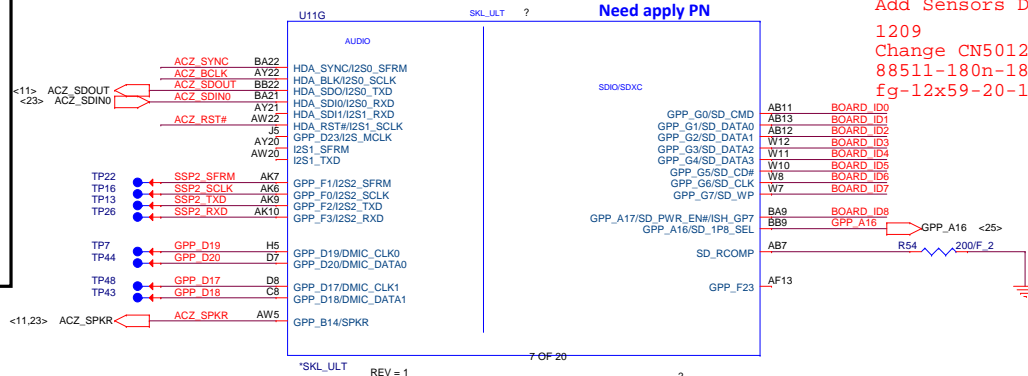 U11G SKL_ULT ? Need apply PN
Add Sensors D
1209
Change CN5012
88511-180n-18
fg-12x59-20-1
AUDIO
SDIO/SDXC
ACZ_SYNC BA22 HDA_SYNC/I2S0_SFRM
ACZ_BCLK AY22 HDA_BLK/I2S0_SCLK
<11> ACZ_SDOUT ACZ_SDOUT BB22 HDA_SDO/I2S0_TXD
<23> ACZ_SDIN0 ACZ_SDIN0 BA21 HDA_SDI0/I2S0_RXD
AY21 HDA_SDI1/I2S1_RXD
ACZ_RST# AW22 HDA_RST#/I2S1_SCLK
J5 GPP_D23/I2S_MCLK
AY20 I2S1_SFRM
AW20 I2S1_TXD
TP22 SSP2_SFRM AK7 GPP_F1/I2S2_SFRM
TP16 SSP2_SCLK AK6 GPP_F0/I2S2_SCLK
TP13 SSP2_TXD AK9 GPP_F2/I2S2_TXD
TP26 SSP2_RXD AK10 GPP_F3/I2S2_RXD
TP7 GPP_D19 H5 GPP_D19/DMIC_CLK0
TP44 GPP_D20 D7 GPP_D20/DMIC_DATA0
TP48 GPP_D17 D8 GPP_D17/DMIC_CLK1
TP43 GPP_D18 C8 GPP_D18/DMIC_DATA1
<11,23> ACZ_SPKR ACZ_SPKR AW5 GPP_B14/SPKR
GPP_G0/SD_CMD AB11 BOARD_ID0
GPP_G1/SD_DATA0 AB13 BOARD_ID1
GPP_G2/SD_DATA1 AB12 BOARD_ID2
GPP_G3/SD_DATA2 W12 BOARD_ID3
GPP_G4/SD_DATA3 W11 BOARD_ID4
GPP_G5/SD_CD# W10 BOARD_ID5
GPP_G6/SD_CLK W8 BOARD_ID6
GPP_G7/SD_WP W7 BOARD_ID7
GPP_A17/SD_PWR_EN#/ISH_GP7 BA9 BOARD_ID8
GPP_A16/SD_1P8_SEL BB9 GPP_A16 GPP_A16 <25>
SD_RCOMP AB7 R54 200/F_2
GPP_F23 AF13
7 OF 20
*SKL_ULT
REV = 1